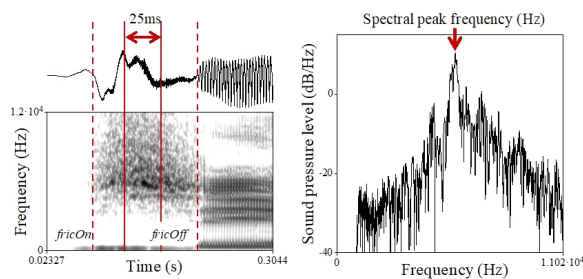 25ms
1.2·10⁴
Frequency (Hz)
0
fricOn
fricOff
0.02327
Time (s)
0.3044
Spectral peak frequency (Hz)
Sound pressure level (dB/Hz)
0
-20
-40
0
Frequency (Hz)
1.102·10⁴